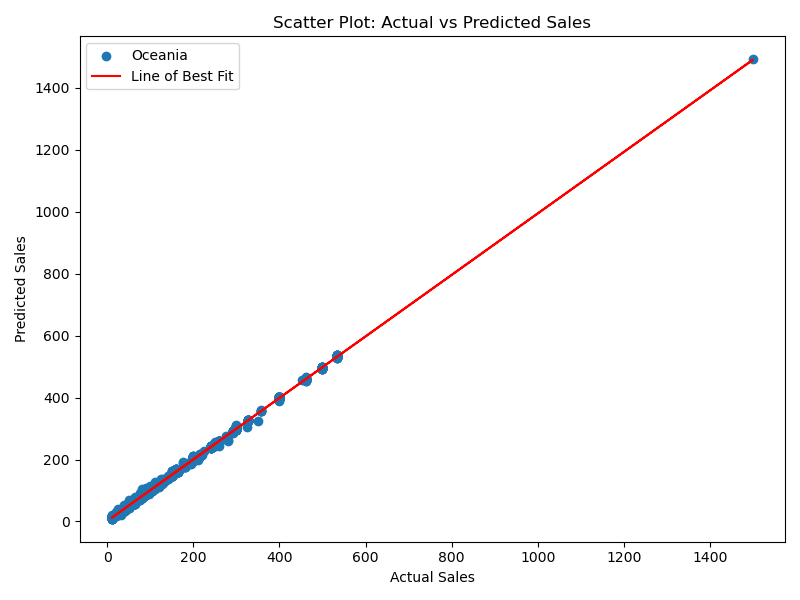 Scatter Plot: Actual vs Predicted Sales
Oceania
Line of Best Fit
Predicted Sales
1400
1200
1000
800
600
400
200
0
0 200 400 600 800 1000 1200 1400
Actual Sales